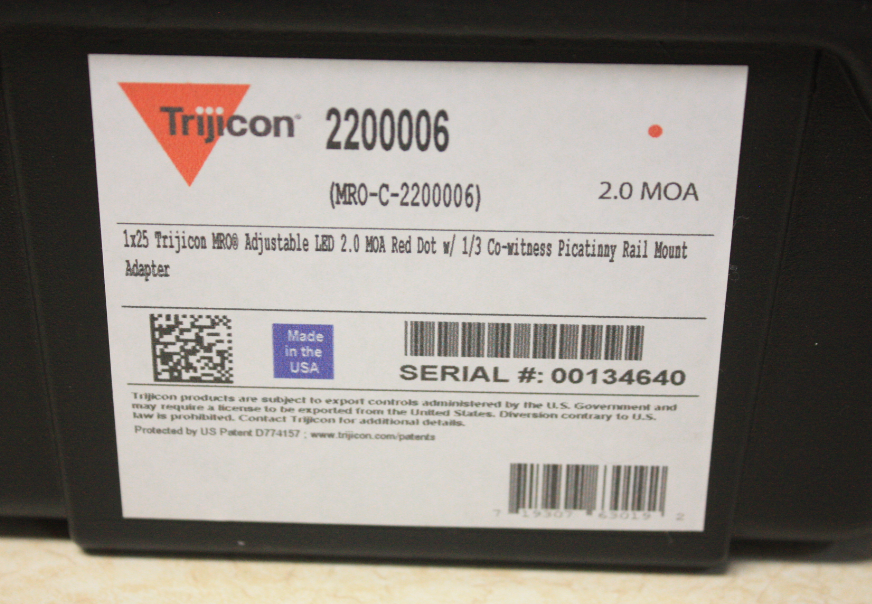 Trijicon® 2200006
(MRO-C-2200006)
2.0 MOA
1x25 Trijicon MRO® Adjustable LED 2.0 MOA Red Dot w/ 1/3 Co-witness Picatinny Rail Mount
Adapter
Made
in the
USA
SERIAL #: 00134640
Trijicon products are subject to export controls administered by the U.S. Government and
may require a license to be exported from the United States. Diversion contrary to U.S.
law is prohibited. Contact Trijicon for additional details.
Protected by US Patent D774157 ; www.trijicon.com/patents
7 19307 63019 2